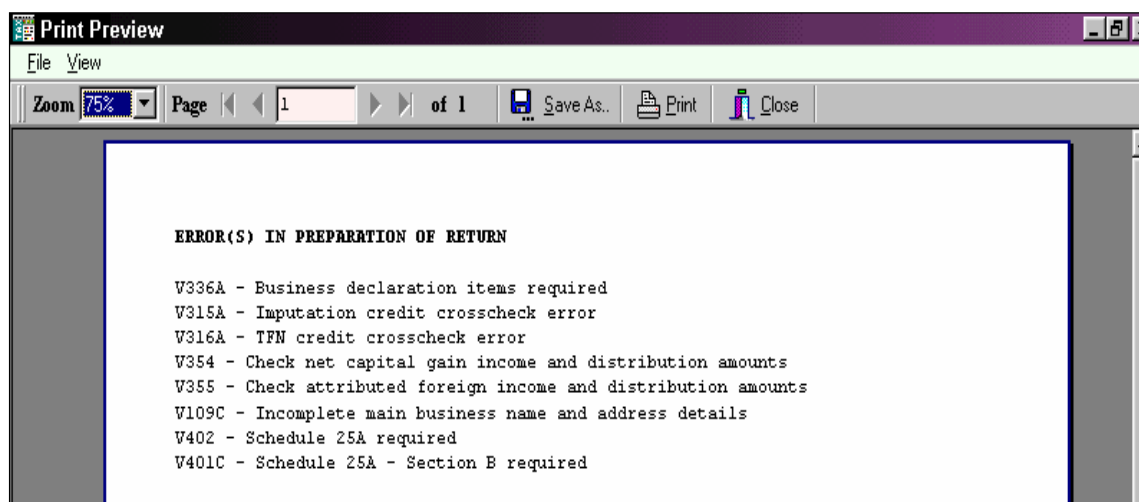 Print Preview
File View
Zoom 75% Page 1 of 1 Save As.. Print Close
ERROR(S) IN PREPARATION OF RETURN
V336A - Business declaration items required
V315A - Imputation credit crosscheck error
V316A - TFN credit crosscheck error
V354 - Check net capital gain income and distribution amounts
V355 - Check attributed foreign income and distribution amounts
V109C - Incomplete main business name and address details
V402 - Schedule 25A required
V401C - Schedule 25A - Section B required